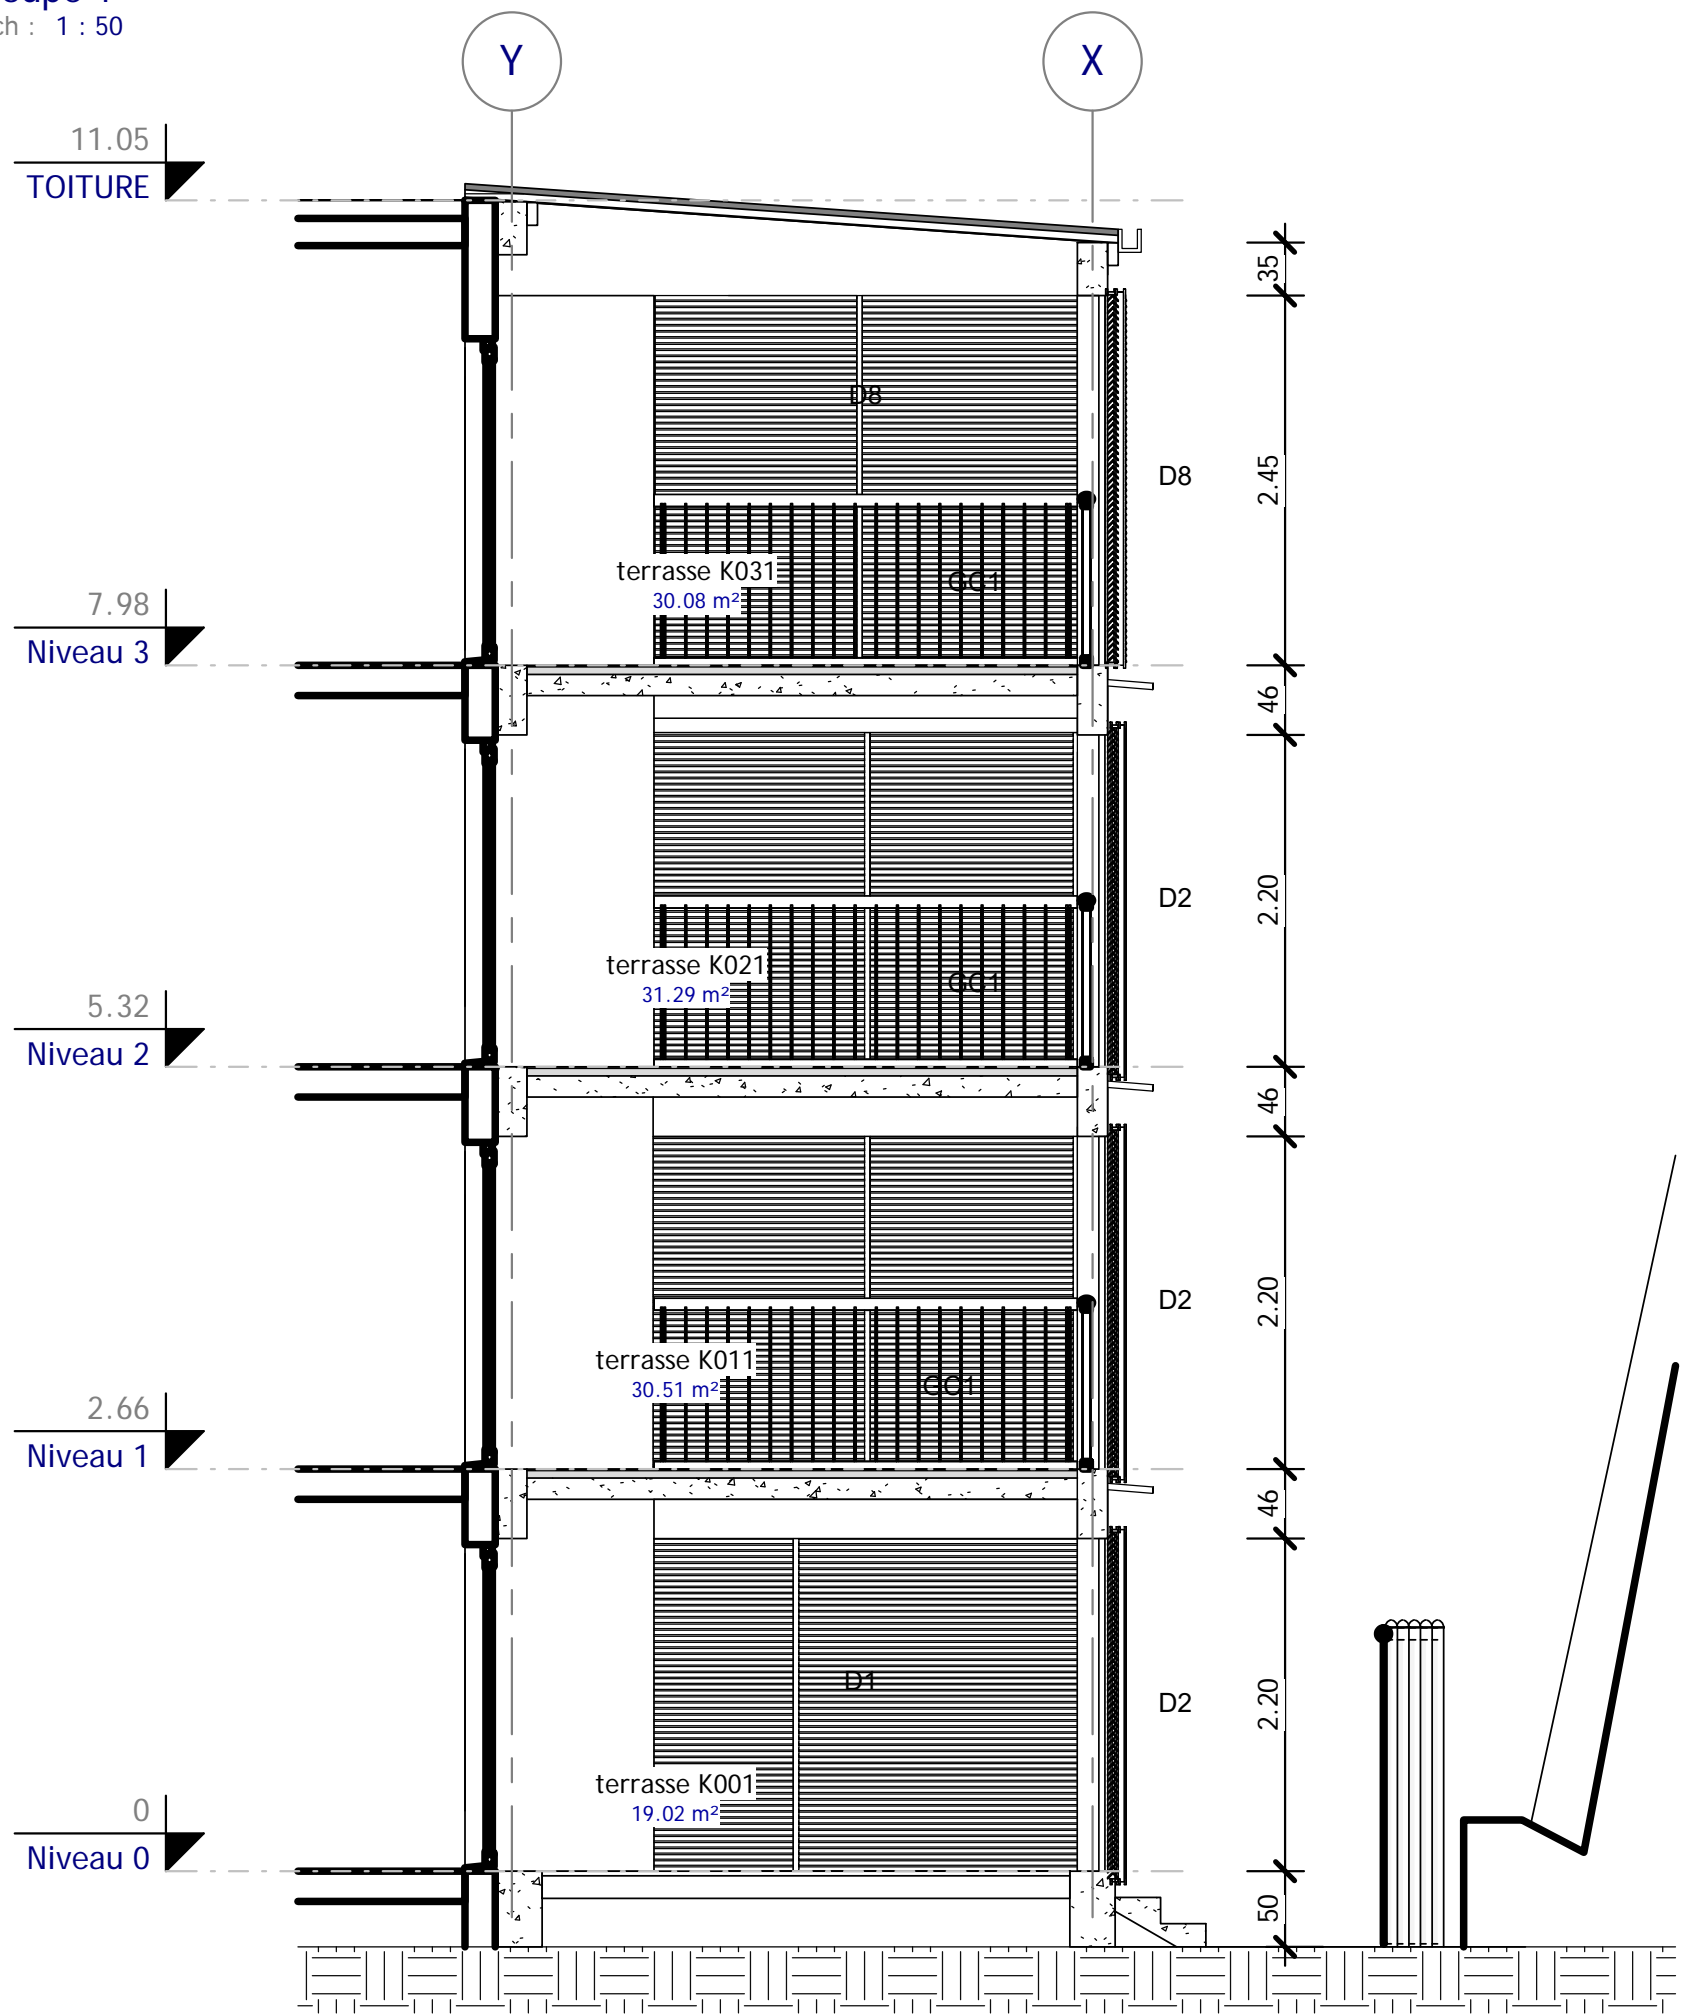 1 : 50
Y
X
11.05
TOITURE
35
D8
D8
2.45
terrasse K031
30.08 m²
GC1
7.98
Niveau 3
46
D2
2.20
terrasse K021
31.29 m²
GC1
5.32
Niveau 2
46
D2
2.20
terrasse K011
30.51 m²
GC1
2.66
Niveau 1
46
D1
D2
2.20
terrasse K001
19.02 m²
0
Niveau 0
50